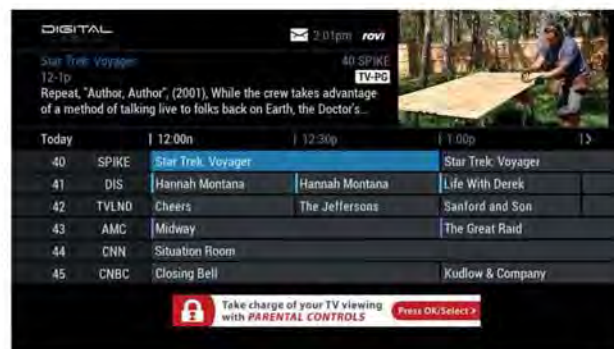 DIGITAL
2:01pm rovi
Star Trek: Voyager 40 SPIKE
12-1p TV-PG
Repeat, "Author, Author", (2001), While the crew takes advantage
of a method of talking live to folks back on Earth, the Doctor's...
Today 12:00n 12:30p 1:00p
40 SPIKE Star Trek: Voyager Star Trek: Voyager
41 DIS Hannah Montana Hannah Montana Life With Derek
42 TVLND Cheers The Jeffersons Sanford and Son
43 AMC Midway The Great Raid
44 CNN Situation Room
45 CNBC Closing Bell Kudlow & Company
Take charge of your TV viewing
with PARENTAL CONTROLS
Press OK/Select >